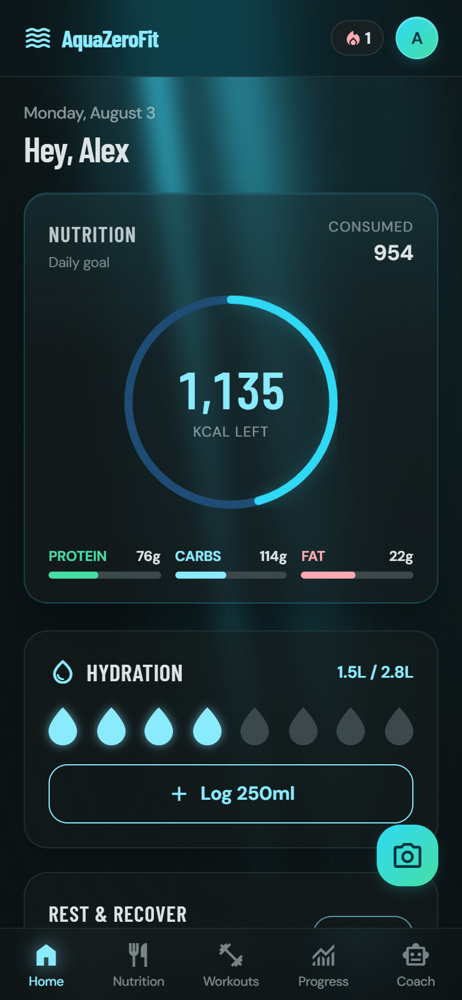 AquaZeroFit
1
A
Monday, August 3
Hey, Alex
NUTRITION
Daily goal
CONSUMED
954
1,135
KCAL LEFT
PROTEIN 76g
CARBS 114g
FAT 22g
HYDRATION
1.5L / 2.8L
+ Log 250ml
REST & RECOVER
Home
Nutrition
Workouts
Progress
Coach